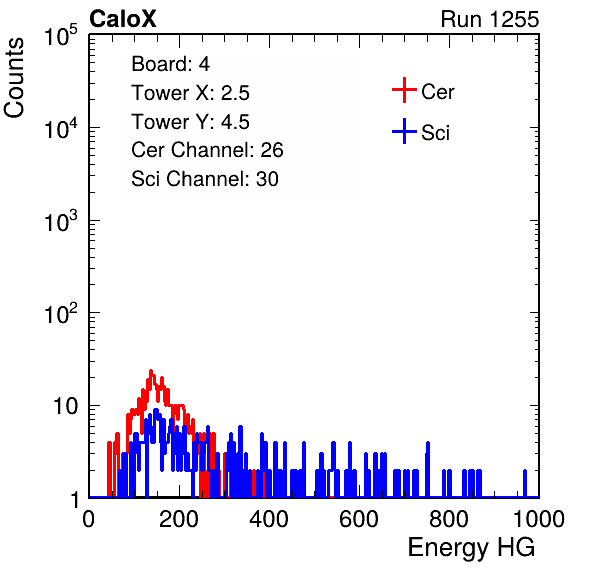 CaloX Run 1255
Counts
Board: 4
Tower X: 2.5
Tower Y: 4.5
Cer Channel: 26
Sci Channel: 30
Cer
Sci
10^5
10^4
10^3
10^2
10
1
0 200 400 600 800 1000
Energy HG